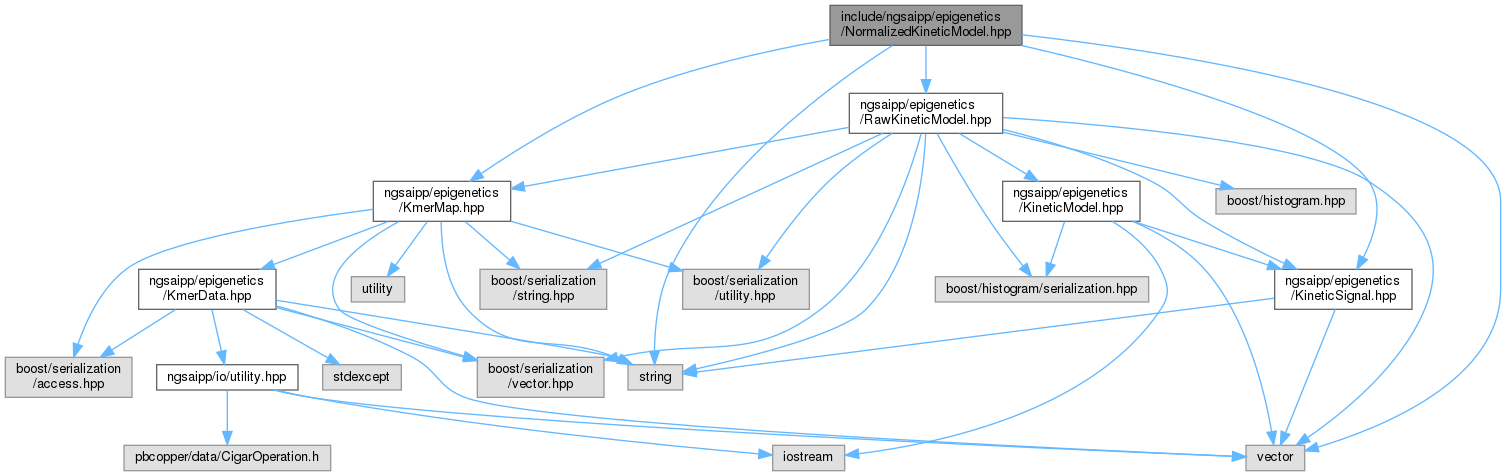 include/ngsaipp/epigenetics
/NormalizedKineticModel.hpp
ngsaipp/epigenetics
/RawKineticModel.hpp
ngsaipp/epigenetics
/KmerMap.hpp
ngsaipp/epigenetics
/KineticModel.hpp
boost/histogram.hpp
ngsaipp/epigenetics
/KmerData.hpp
utility
boost/serialization
/string.hpp
boost/serialization
/utility.hpp
boost/histogram/serialization.hpp
ngsaipp/epigenetics
/KineticSignal.hpp
boost/serialization
/access.hpp
ngsaipp/io/utility.hpp
stdexcept
boost/serialization
/vector.hpp
string
pbcopper/data/CigarOperation.h
iostream
vector